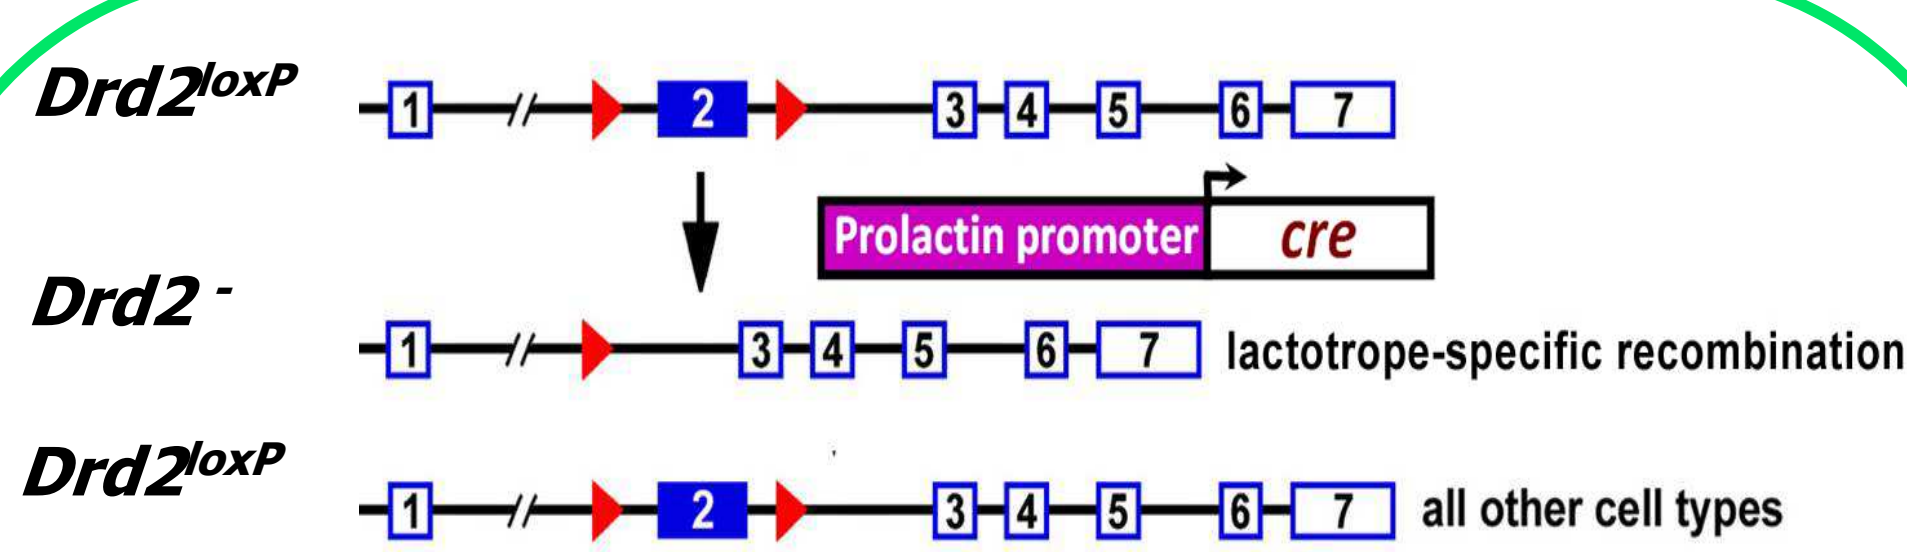 Drd2loxP
1 // 2 3 4 5 6 7
Prolactin promoter cre
Drd2 -
1 // 3 4 5 6 7 lactotrope-specific recombination
Drd2loxP
1 // 2 3 4 5 6 7 all other cell types